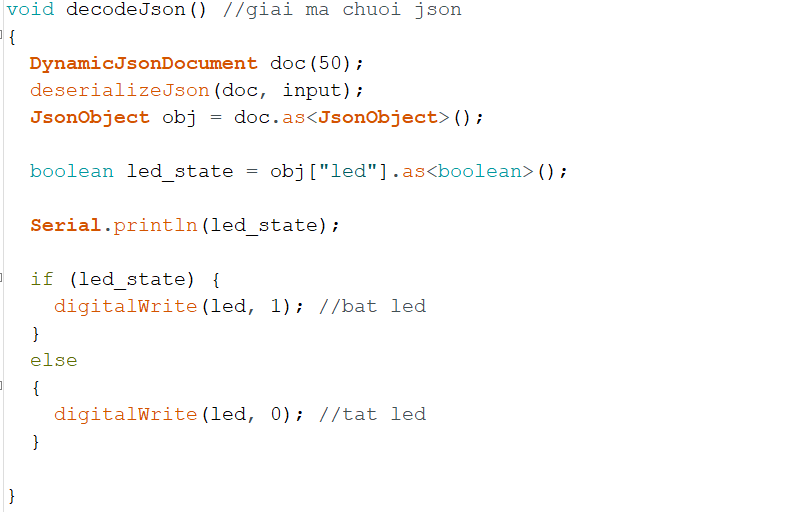 void decodeJson() //giai ma chuoi json
{
  DynamicJsonDocument doc(50);
  deserializeJson(doc, input);
  JsonObject obj = doc.as<JsonObject>();

  boolean led_state = obj["led"].as<boolean>();

  Serial.println(led_state);

  if (led_state) {
    digitalWrite(led, 1); //bat led
  }
  else
  {
    digitalWrite(led, 0); //tat led
  }

}